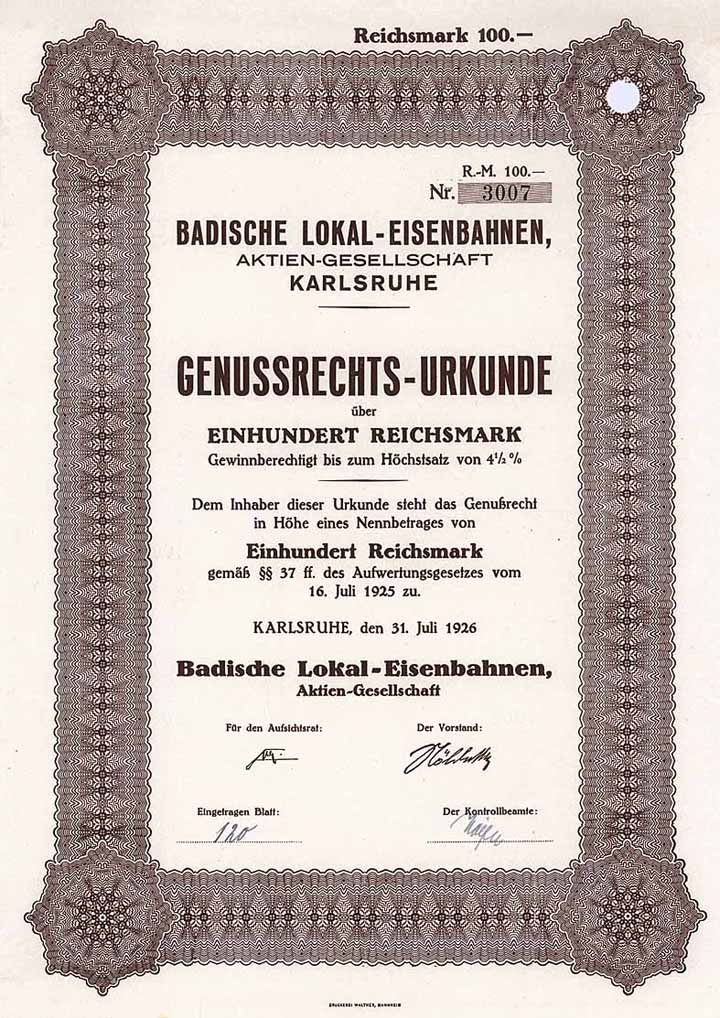 Reichsmark 100.—
R.-M. 100.—
Nr. 3007
BADISCHE LOKAL-EISENBAHNEN,
AKTIEN-GESELLSCHAFT
KARLSRUHE
GENUSSRECHTS-URKUNDE
über
EINHUNDERT REICHSMARK
Gewinnberechtigt bis zum Höchstsatz von 4½%
Dem Inhaber dieser Urkunde steht das Genußrecht
in Höhe eines Nennbetrages von
Einhundert Reichsmark
gemäß §§ 37 ff. des Aufwertungsgesetzes vom
16. Juli 1925 zu.
KARLSRUHE, den 31. Juli 1926
Badische Lokal-Eisenbahnen,
Aktien-Gesellschaft
Für den Aufsichtsrat: Der Vorstand:
Eingetragen Blatt: Der Kontrollbeamte:
120
DRUCKEREI WALTHER, MANNHEIM